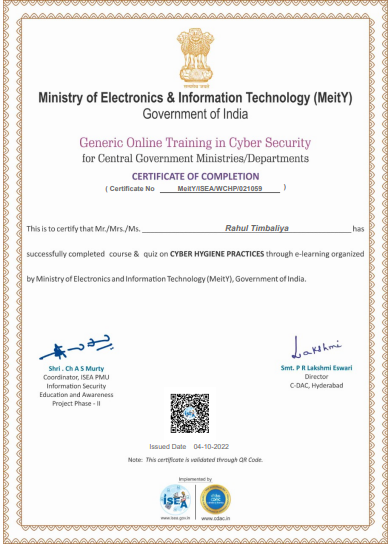 सत्यमेव जयते
Ministry of Electronics & Information Technology (MeitY)
Government of India
Generic Online Training in Cyber Security
for Central Government Ministries/Departments
CERTIFICATE OF COMPLETION
( Certificate No MeitY/ISEA/WCHP/021059 )
This is to certify that Mr./Mrs./Ms. Rahul Timbaliya has
successfully completed course & quiz on CYBER HYGIENE PRACTICES through e-learning organized
by Ministry of Electronics and Information Technology (MeitY), Government of India.
Lakshmi
Shri . Ch A S Murty
Coordinator, ISEA PMU
Information Security
Education and Awareness
Project Phase - II
Smt. P R Lakshmi Eswari
Director
C-DAC, Hyderabad
Issued Date 04-10-2022
Note: This certificate is validated through QR Code.
Implemented by
iSEA
www.isea.gov.in
www.cdac.in